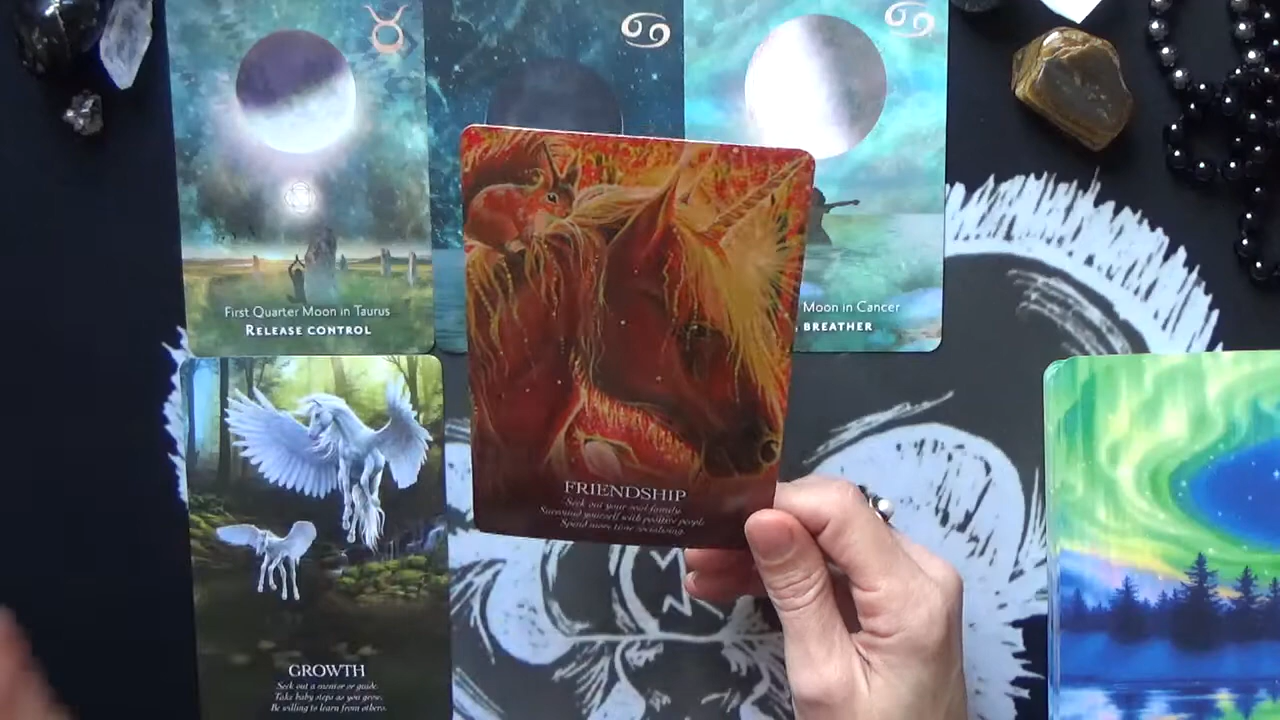 First Quarter Moon in Taurus
RELEASE CONTROL
Moon in Cancer
BREATHER
FRIENDSHIP
Seek out your soul family.
Surround yourself with positive people
Spend more time socializing.
GROWTH
Seek out a mentor or guide.
Take baby steps as you grow.
Be willing to learn from others.